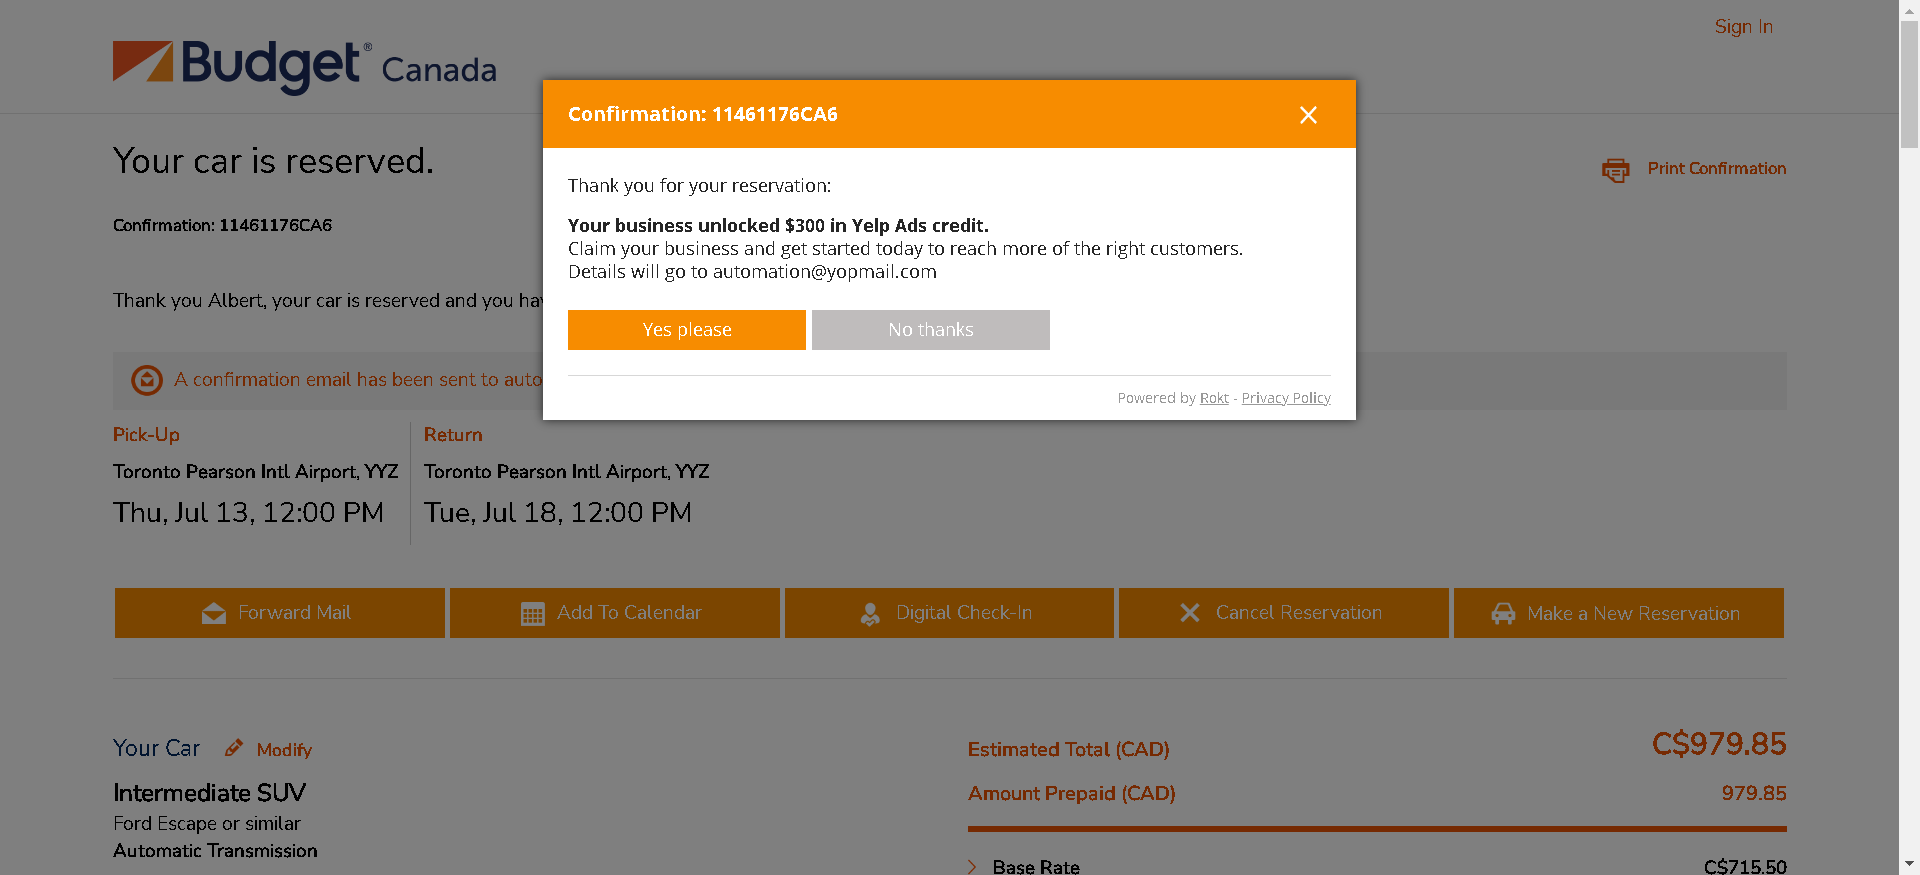 Budget® Canada
Sign In
Confirmation: 11461176CA6
Thank you for your reservation:
Your business unlocked $300 in Yelp Ads credit.
Claim your business and get started today to reach more of the right customers.
Details will go to automation@yopmail.com
Yes please
No thanks
Powered by Rokt - Privacy Policy
Your car is reserved.
Print Confirmation
Confirmation: 11461176CA6
Thank you Albert, your car is reserved and you
A confirmation email has been sent to
Pick-Up
Toronto Pearson Intl Airport, YYZ
Thu, Jul 13, 12:00 PM
Return
Toronto Pearson Intl Airport, YYZ
Tue, Jul 18, 12:00 PM
Forward Mail
Add To Calendar
Digital Check-In
Cancel Reservation
Make a New Reservation
Your Car
Modify
Intermediate SUV
Ford Escape or similar
Automatic Transmission
Estimated Total (CAD) C$979.85
Amount Prepaid (CAD) 979.85
Base Rate C$715.50